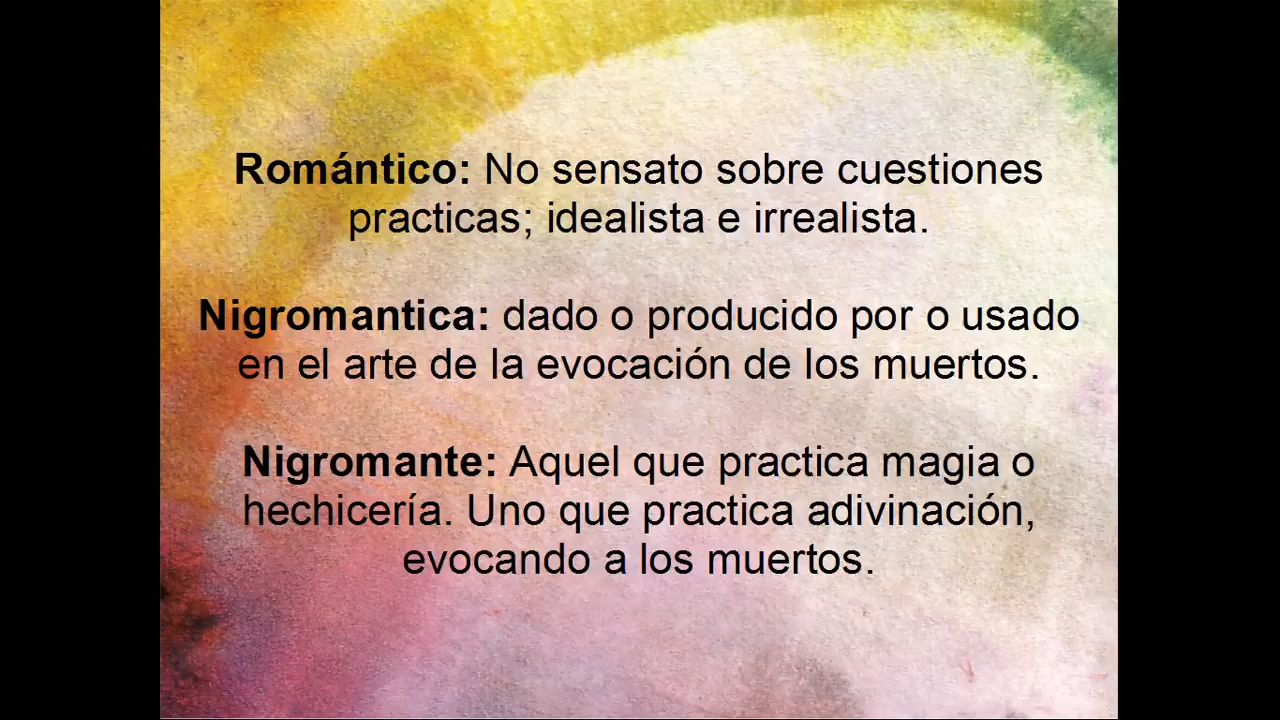 Romántico: No sensato sobre cuestiones
practicas; idealista e irrealista.
Nigromantica: dado o producido por o usado
en el arte de la evocación de los muertos.
Nigromante: Aquel que practica magia o
hechicería. Uno que practica adivinación,
evocando a los muertos.